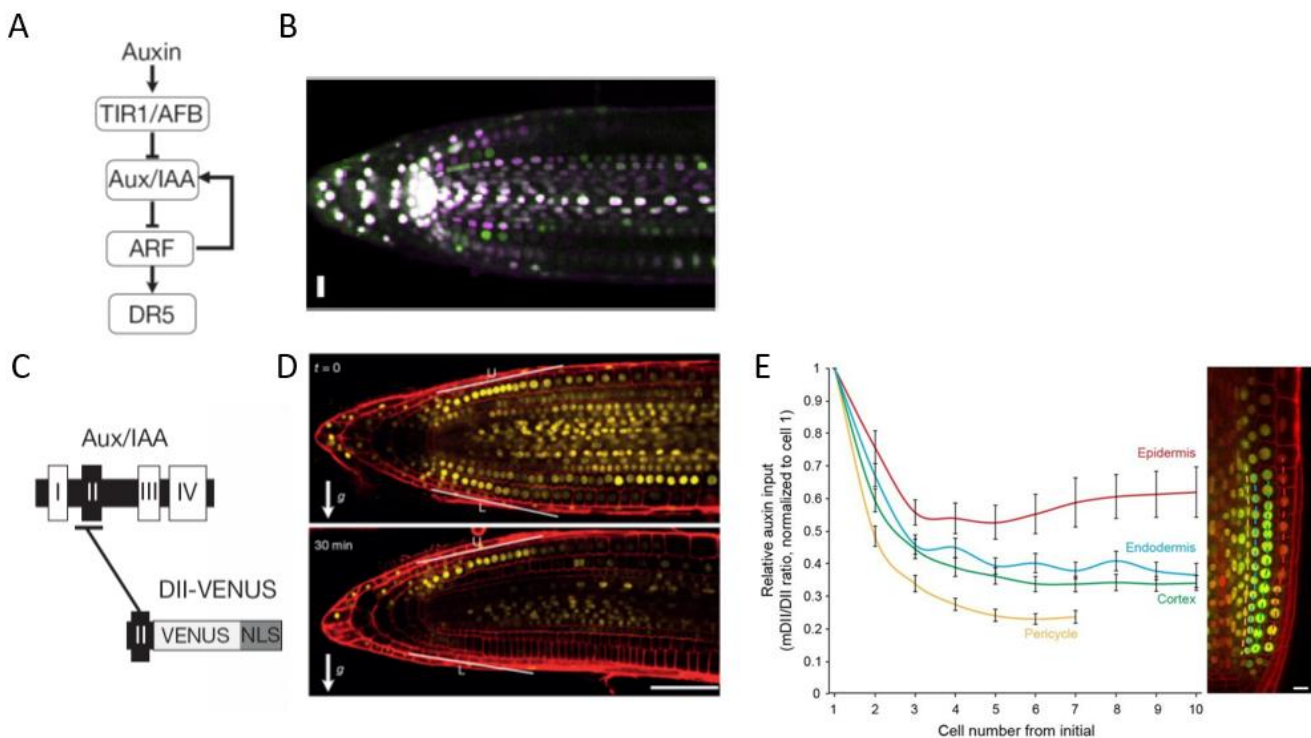 A
Auxin
TIR1/AFB
Aux/IAA
ARF
DR5
B
C
Aux/IAA
I
II
III
IV
DII-VENUS
II
VENUS
NLS
D
t = 0
U
L
g
30 min
U
L
g
E
Relative auxin input
(mDII/DII ratio, normalized to cell 1)
1
0.9
0.8
0.7
0.6
0.5
0.4
0.3
0.2
0.1
0
Epidermis
Endodermis
Cortex
Pericycle
1 2 3 4 5 6 7 8 9 10
Cell number from initial